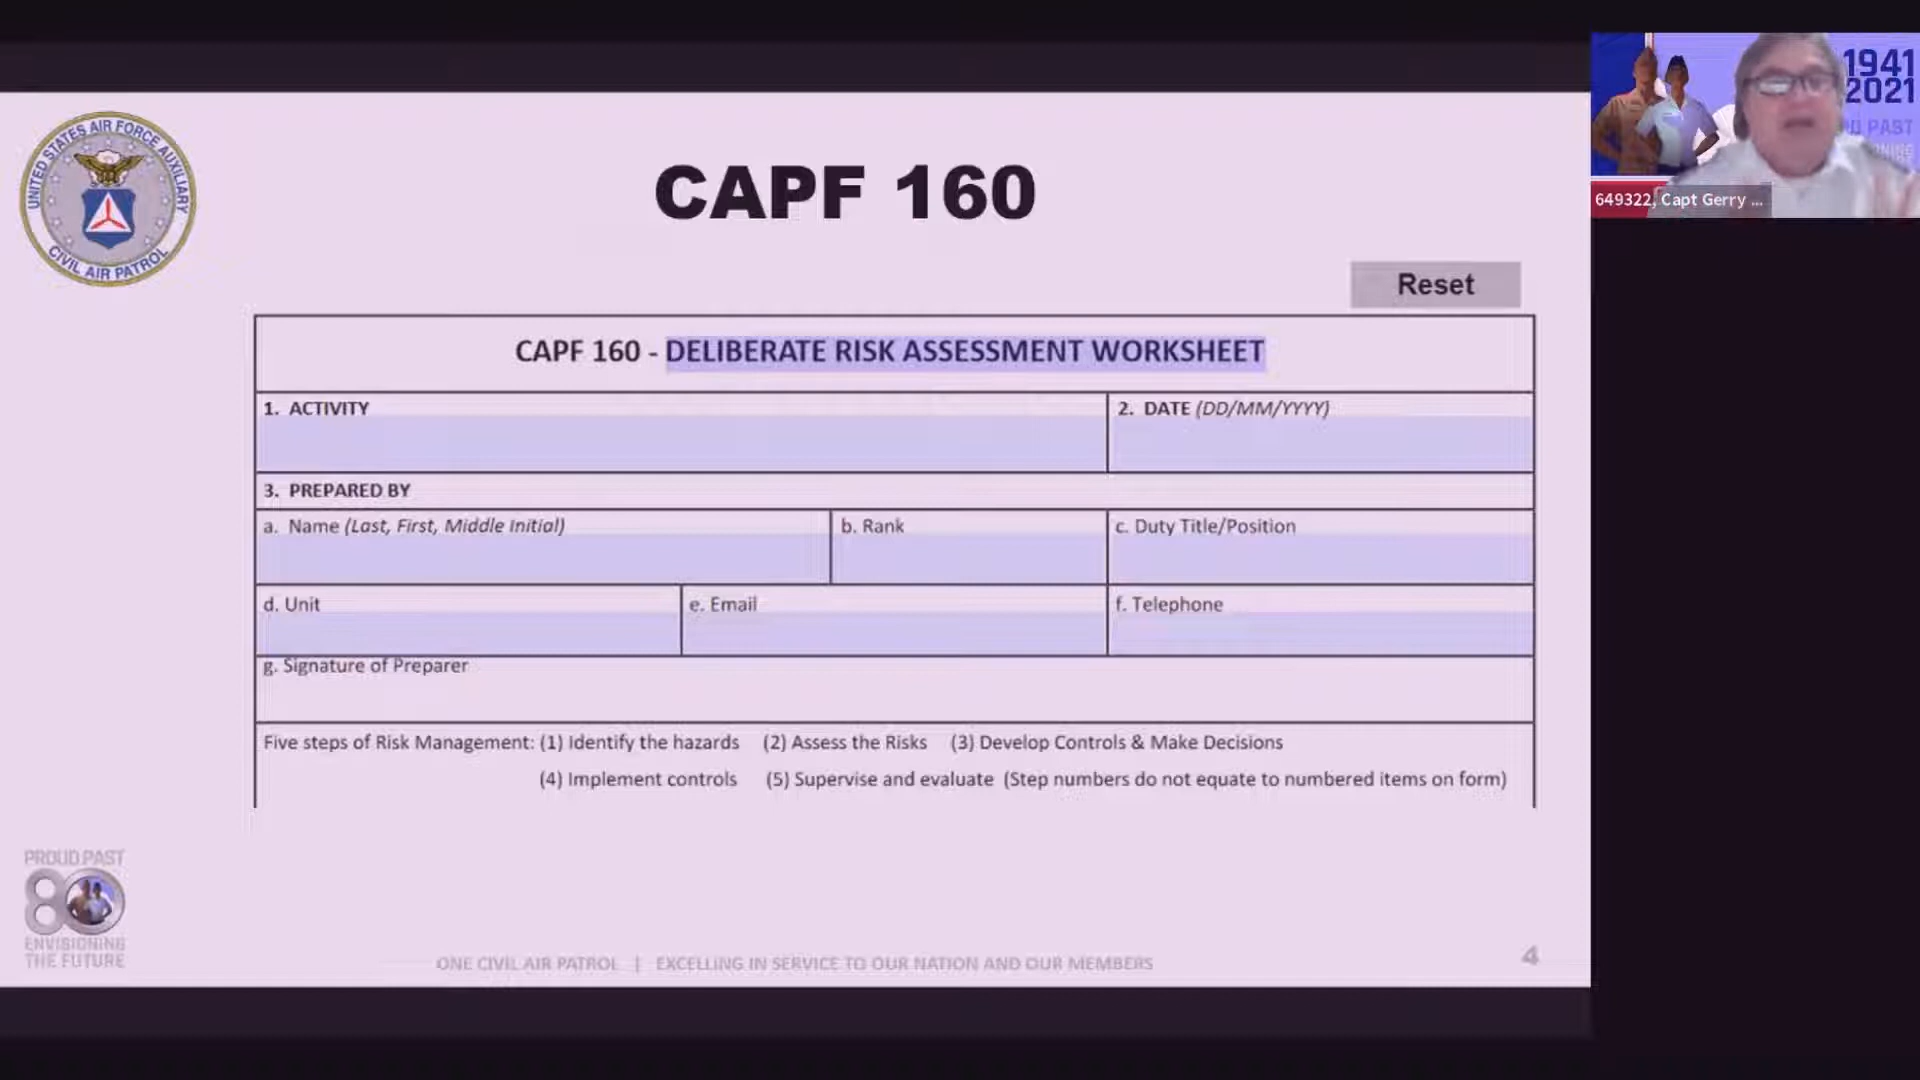 UNITED STATES AIR FORCE AUXILIARY
CIVIL AIR PATROL
CAPF 160
1941
2021
PAST
649322, Capt Gerry ...
Reset
CAPF 160 - DELIBERATE RISK ASSESSMENT WORKSHEET
1. ACTIVITY
2. DATE (DD/MM/YYYY)
3. PREPARED BY
a. Name (Last, First, Middle Initial)
b. Rank
c. Duty Title/Position
d. Unit
e. Email
f. Telephone
g. Signature of Preparer
Five steps of Risk Management: (1) Identify the hazards (2) Assess the Risks (3) Develop Controls & Make Decisions
(4) Implement controls (5) Supervise and evaluate (Step numbers do not equate to numbered items on form)
PROUD PAST
80
ENVISIONING
THE FUTURE
ONE CIVIL AIR PATROL | EXCELLING IN SERVICE TO OUR NATION AND OUR MEMBERS
4